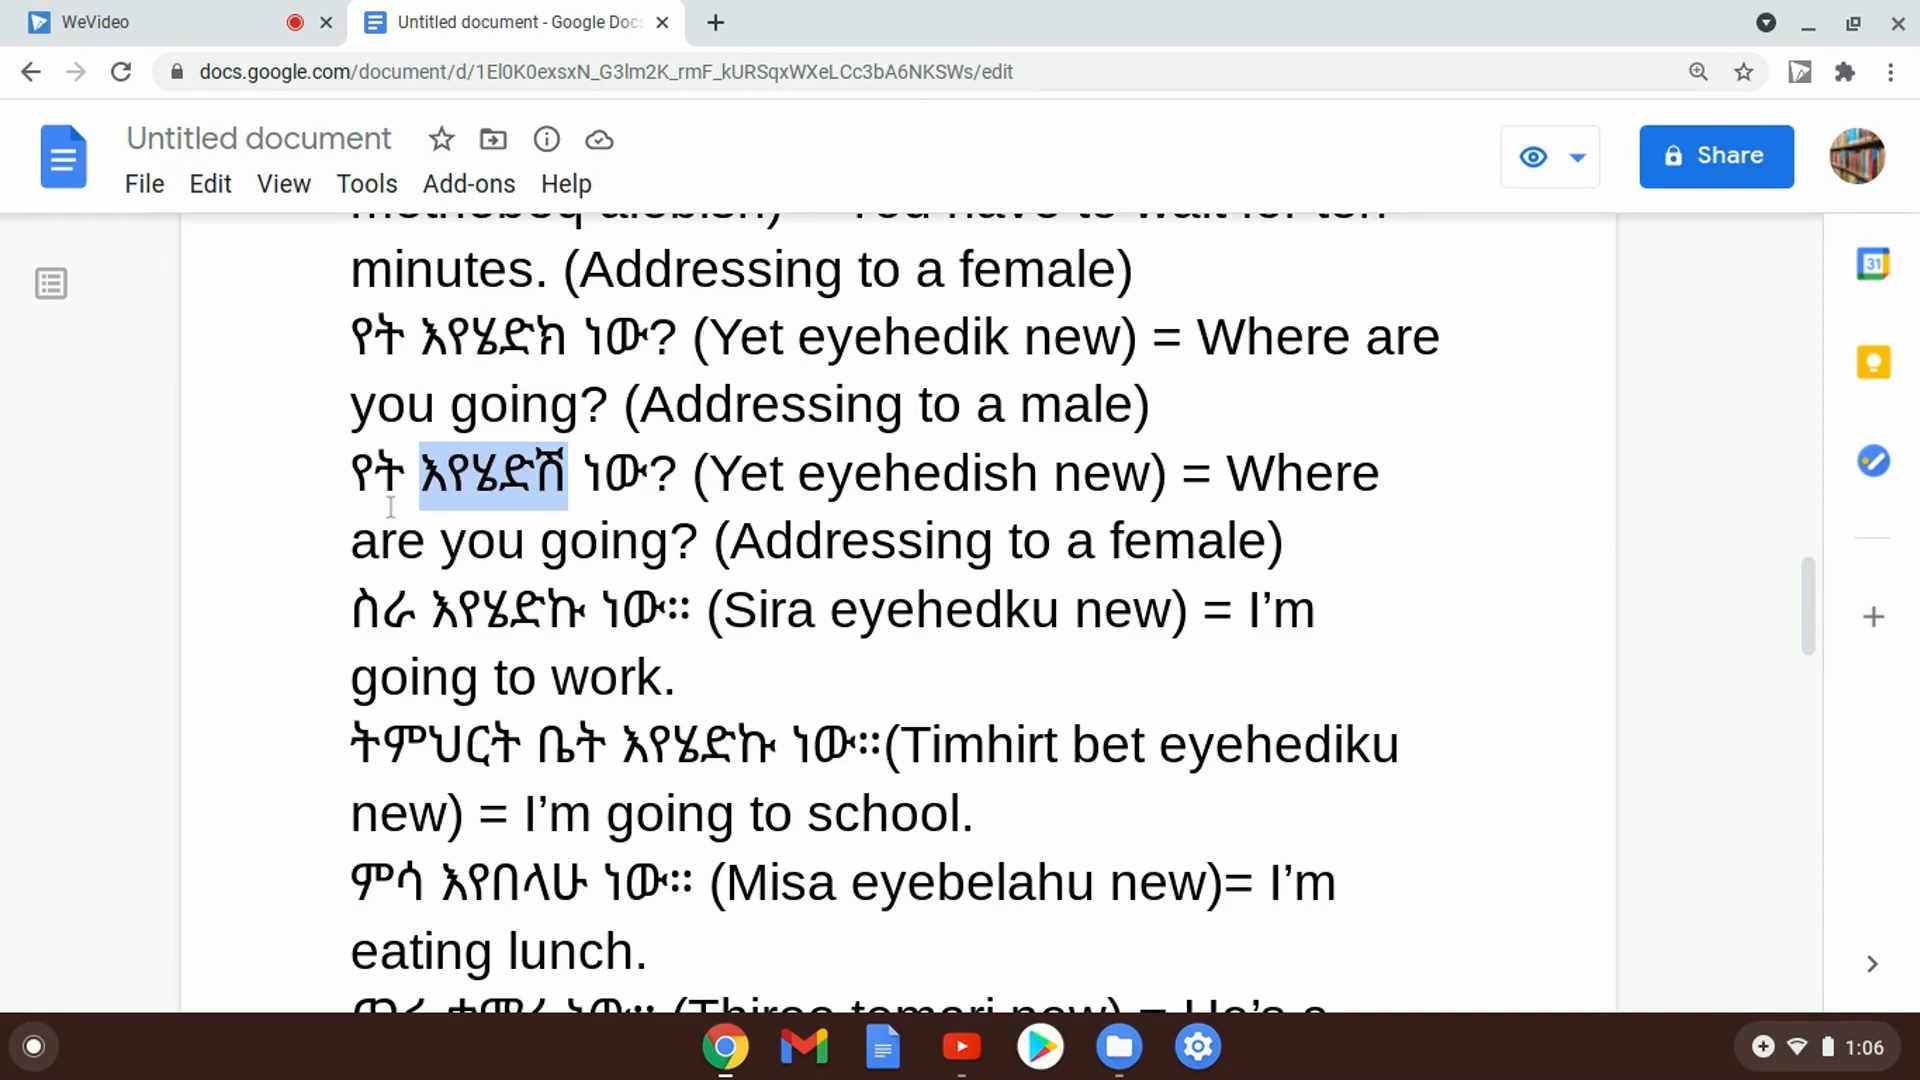 WeVideo
Untitled document - Google Docs
docs.google.com/document/d/1El0K0exsxN_G3lm2K_rmF_kURSqxWXeLCc3bA6NKSWs/edit
Untitled document
File Edit View Tools Add-ons Help
Share
minutes. (Addressing to a female)
የት እየሄድክ ነው? (Yet eyehedik new) = Where are
you going? (Addressing to a male)
የት እየሄድሽ ነው? (Yet eyehedish new) = Where
are you going? (Addressing to a female)
ስራ እየሄድኩ ነው። (Sira eyehedku new) = I’m
going to work.
ትምህርት ቤት እየሄድኩ ነው።(Timhirt bet eyehediku
new) = I’m going to school.
ምሳ እየበላሁ ነው። (Misa eyebelahu new)= I’m
eating lunch.
31
1:06